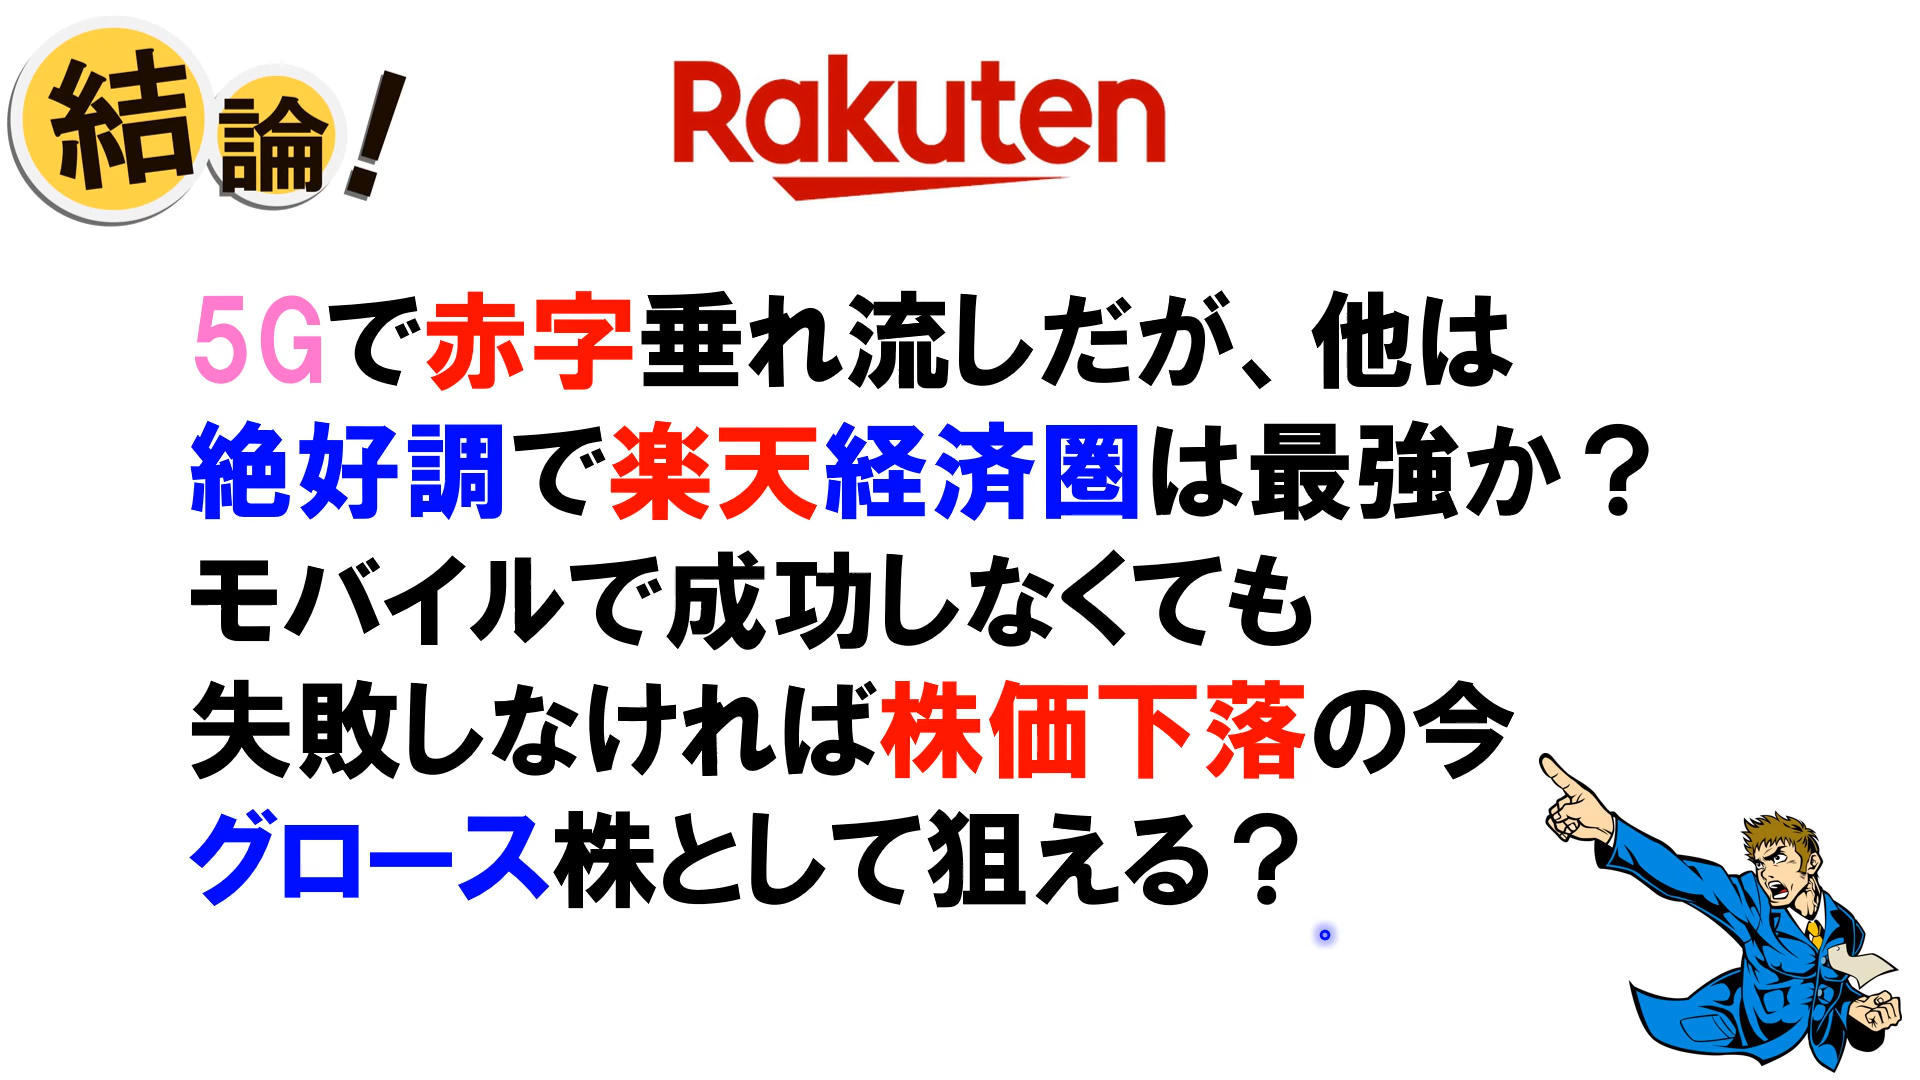 結論!
Rakuten
5Gで赤字垂れ流しだが、他は
絶好調で楽天経済圏は最強か？
モバイルで成功しなくても
失敗しなければ株価下落の今
グロース株として狙える？